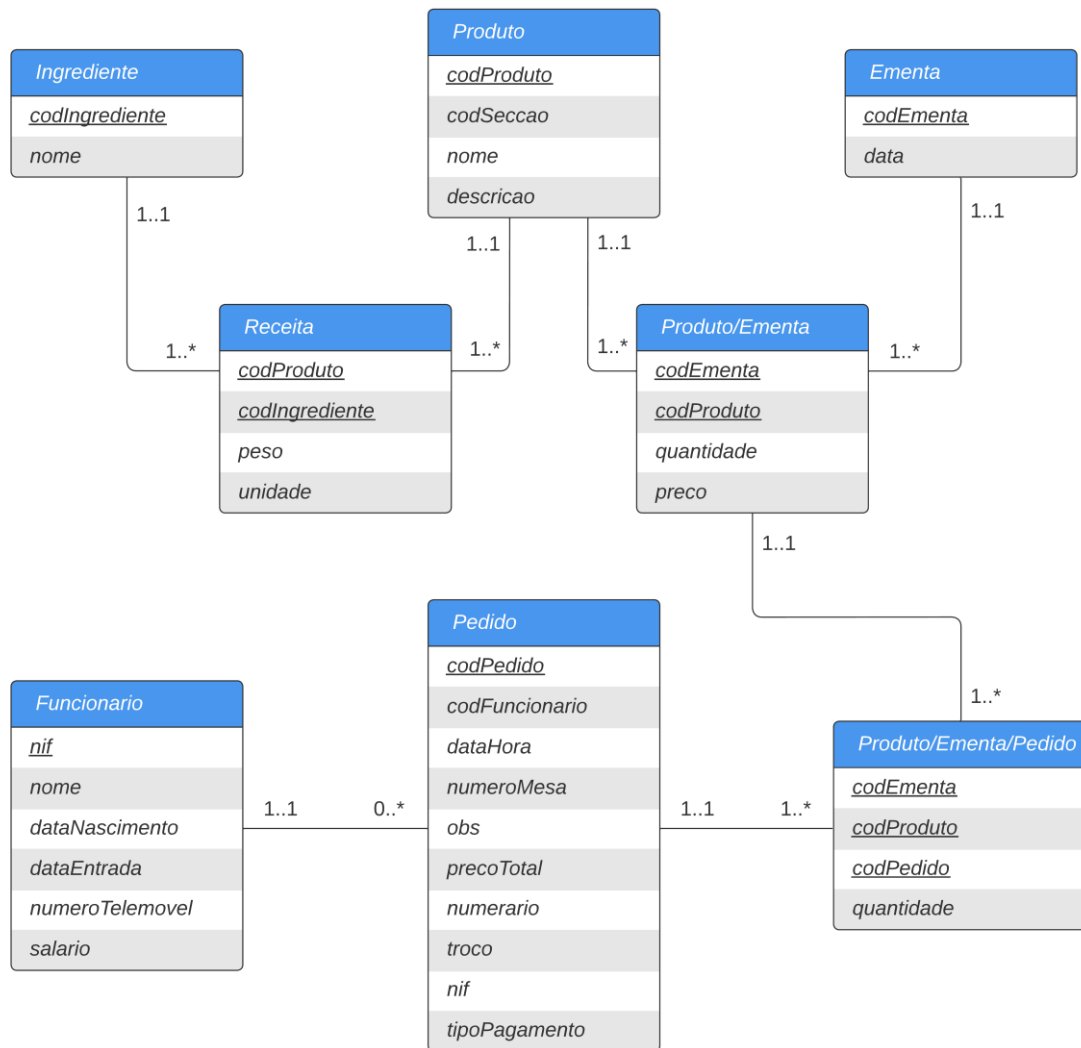 Ingrediente
codIngrediente
nome
Produto
codProduto
codSeccao
nome
descricao
Ementa
codEmenta
data
1..1
1..1
1..1
1..1
1..*
1..*
1..*
1..*
Receita
codProduto
codIngrediente
peso
unidade
Produto/Ementa
codEmenta
codProduto
quantidade
preco
1..1
1..*
Funcionario
nif
nome
dataNascimento
dataEntrada
numeroTelemovel
salario
1..1
0..*
Pedido
codPedido
codFuncionario
dataHora
numeroMesa
obs
precoTotal
numerario
troco
nif
tipoPagamento
1..1
1..*
Produto/Ementa/Pedido
codEmenta
codProduto
codPedido
quantidade